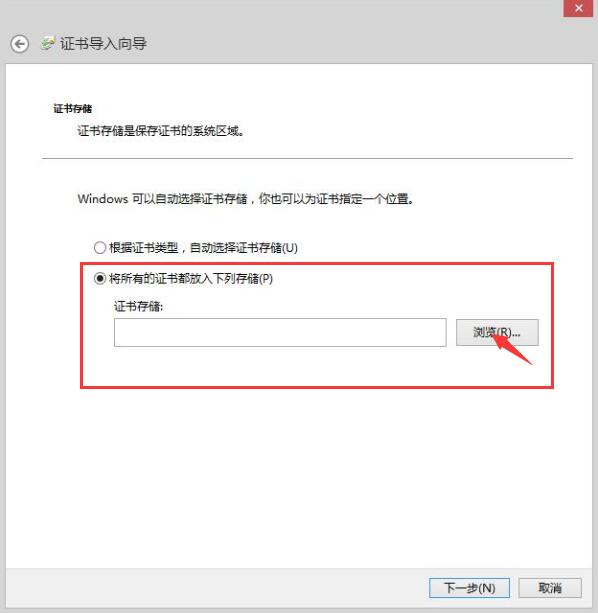 证书导入向导
证书存储
证书存储是保存证书的系统区域。
Windows 可以自动选择证书存储，你也可以为证书指定一个位置。
根据证书类型，自动选择证书存储(U)
将所有的证书都放入下列存储(P)
证书存储:
浏览(R)...
下一步(N)
取消